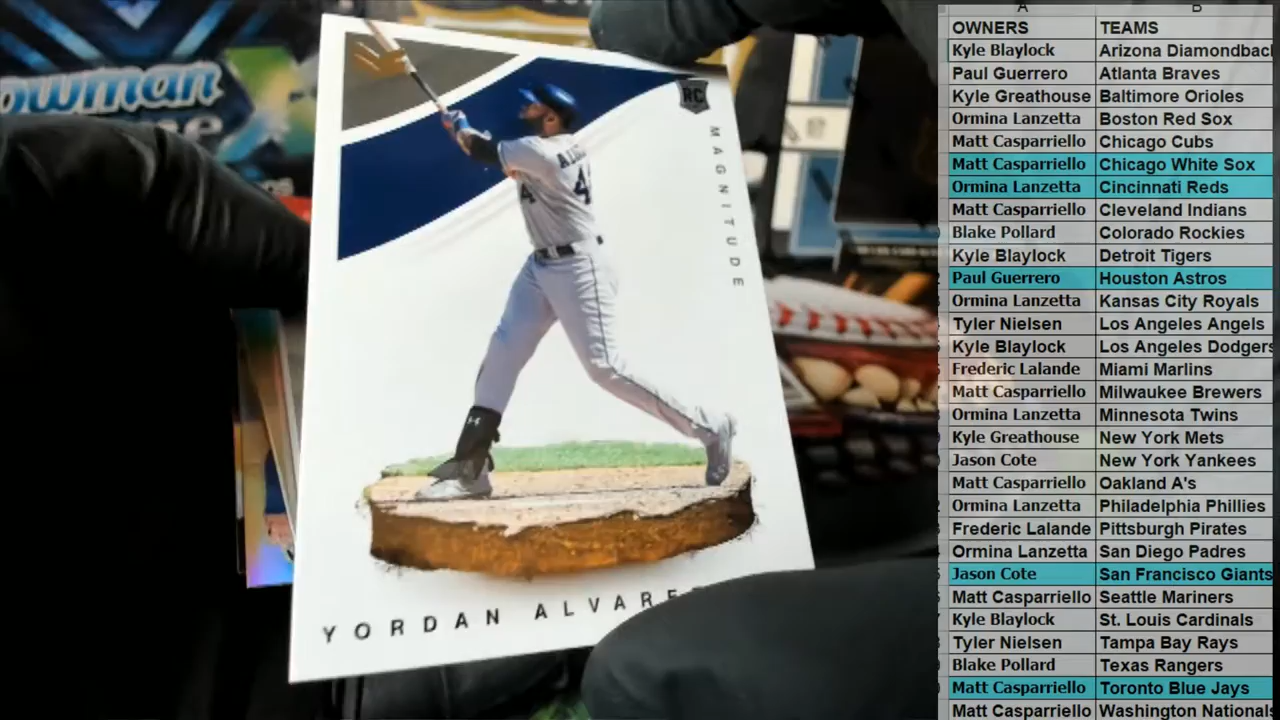 owman
RC
MAGNITUDE
44
YORDAN ALVAREZ
A B
OWNERS TEAMS
Kyle Blaylock Arizona Diamondbac
Paul Guerrero Atlanta Braves
Kyle Greathouse Baltimore Orioles
Ormina Lanzetta Boston Red Sox
Matt Casparriello Chicago Cubs
Matt Casparriello Chicago White Sox
Ormina Lanzetta Cincinnati Reds
Matt Casparriello Cleveland Indians
Blake Pollard Colorado Rockies
Kyle Blaylock Detroit Tigers
Paul Guerrero Houston Astros
Ormina Lanzetta Kansas City Royals
Tyler Nielsen Los Angeles Angels
Kyle Blaylock Los Angeles Dodgers
Frederic Lalande Miami Marlins
Matt Casparriello Milwaukee Brewers
Ormina Lanzetta Minnesota Twins
Kyle Greathouse New York Mets
Jason Cote New York Yankees
Matt Casparriello Oakland A's
Ormina Lanzetta Philadelphia Phillies
Frederic Lalande Pittsburgh Pirates
Ormina Lanzetta San Diego Padres
Jason Cote San Francisco Giants
Matt Casparriello Seattle Mariners
Kyle Blaylock St. Louis Cardinals
Tyler Nielsen Tampa Bay Rays
Blake Pollard Texas Rangers
Matt Casparriello Toronto Blue Jays
Matt Casparriello Washington Nationals